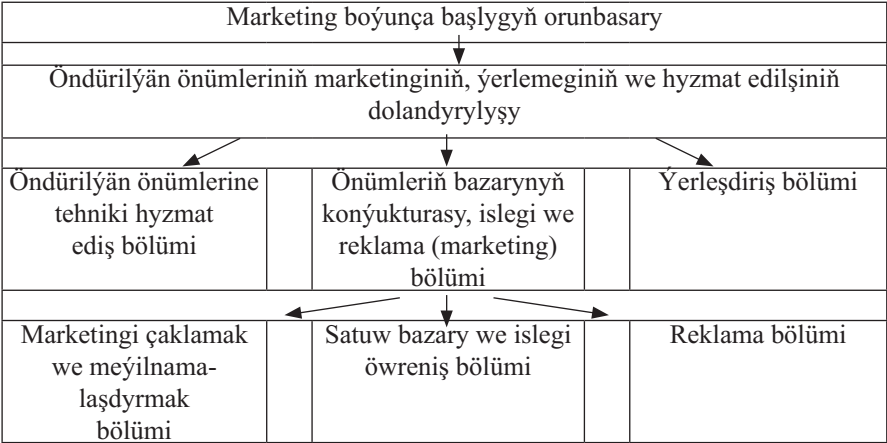 Marketing boýunça başlygyň orunbasary
Öndürilýän önümleriniň marketinginiň, ýerlemeginiň we hyzmat edilşiniň
dolandyrylyşy
Öndürilýän önümlerine
tehniki hyzmat
ediş bölümi
Önümleriň bazarynyň
konýukturasy, islegi we
reklama (marketing)
bölümi
Ýerleşdiriş bölümi
Marketingi çaklamak
we meýilnama-
laşdyrmak
bölümi
Satuw bazary we islegi
öwreniş bölümi
Reklama bölümi